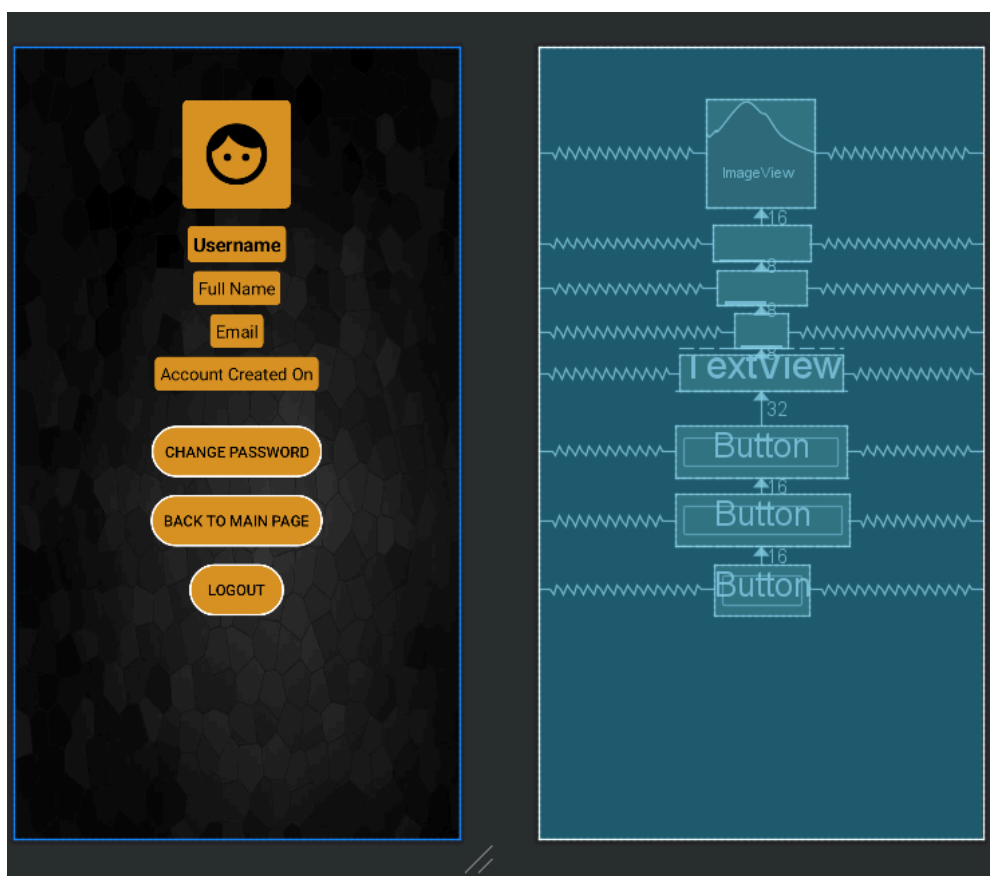 Username
Full Name
Email
Account Created On
CHANGE PASSWORD
BACK TO MAIN PAGE
LOGOUT
ImageView
16
8
8
8
TextView
32
Button
16
Button
16
Button